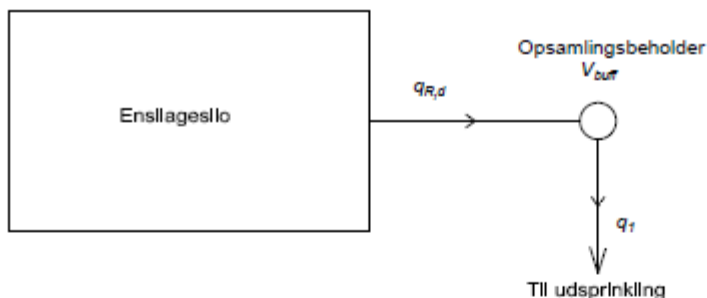 Opsamlingsbeholder
V_buff
q_R,d
Ensilagesilo
q_1
Til udsprinkling